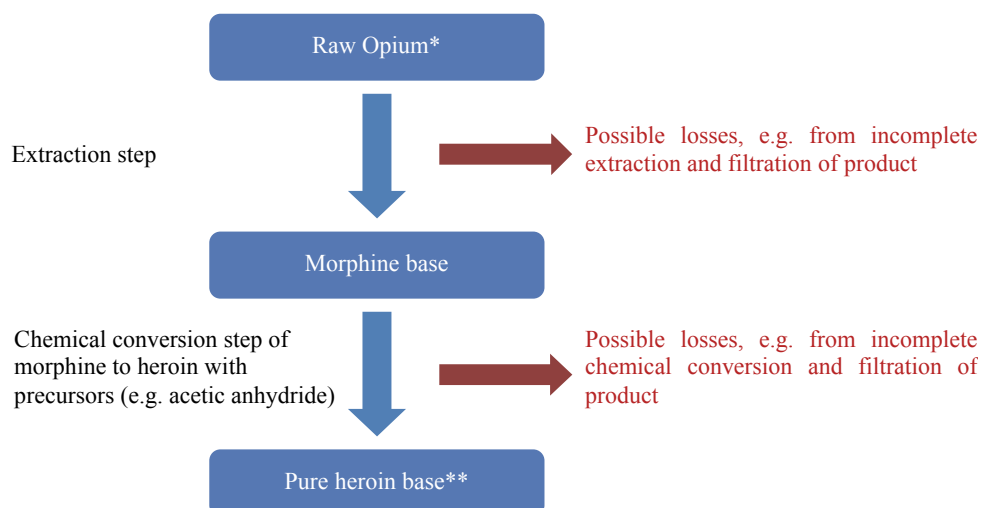 Raw Opium*
Extraction step
Possible losses, e.g. from incomplete
extraction and filtration of product
Morphine base
Chemical conversion step of
morphine to heroin with
precursors (e.g. acetic anhydride)
Possible losses, e.g. from incomplete
chemical conversion and filtration of
product
Pure heroin base**